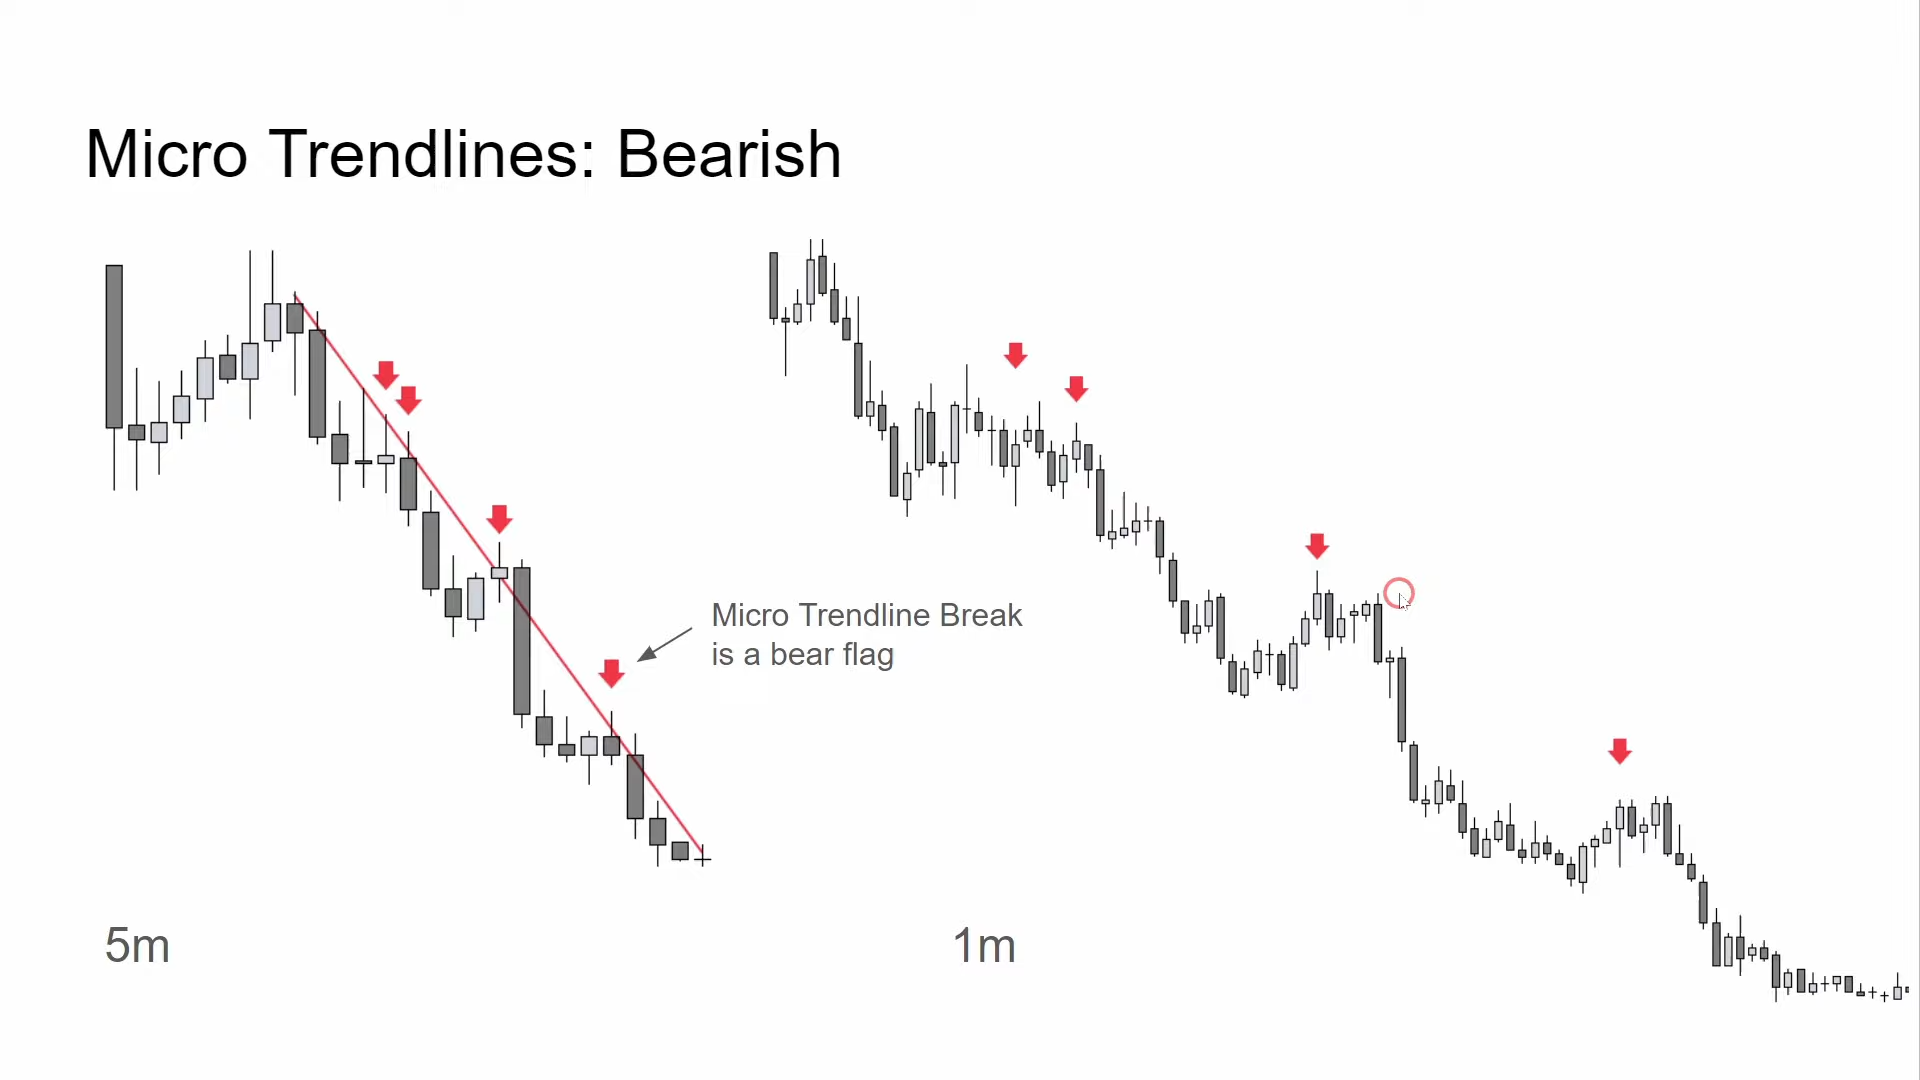 Micro Trendlines: Bearish
Micro Trendline Break
is a bear flag
5m
1m